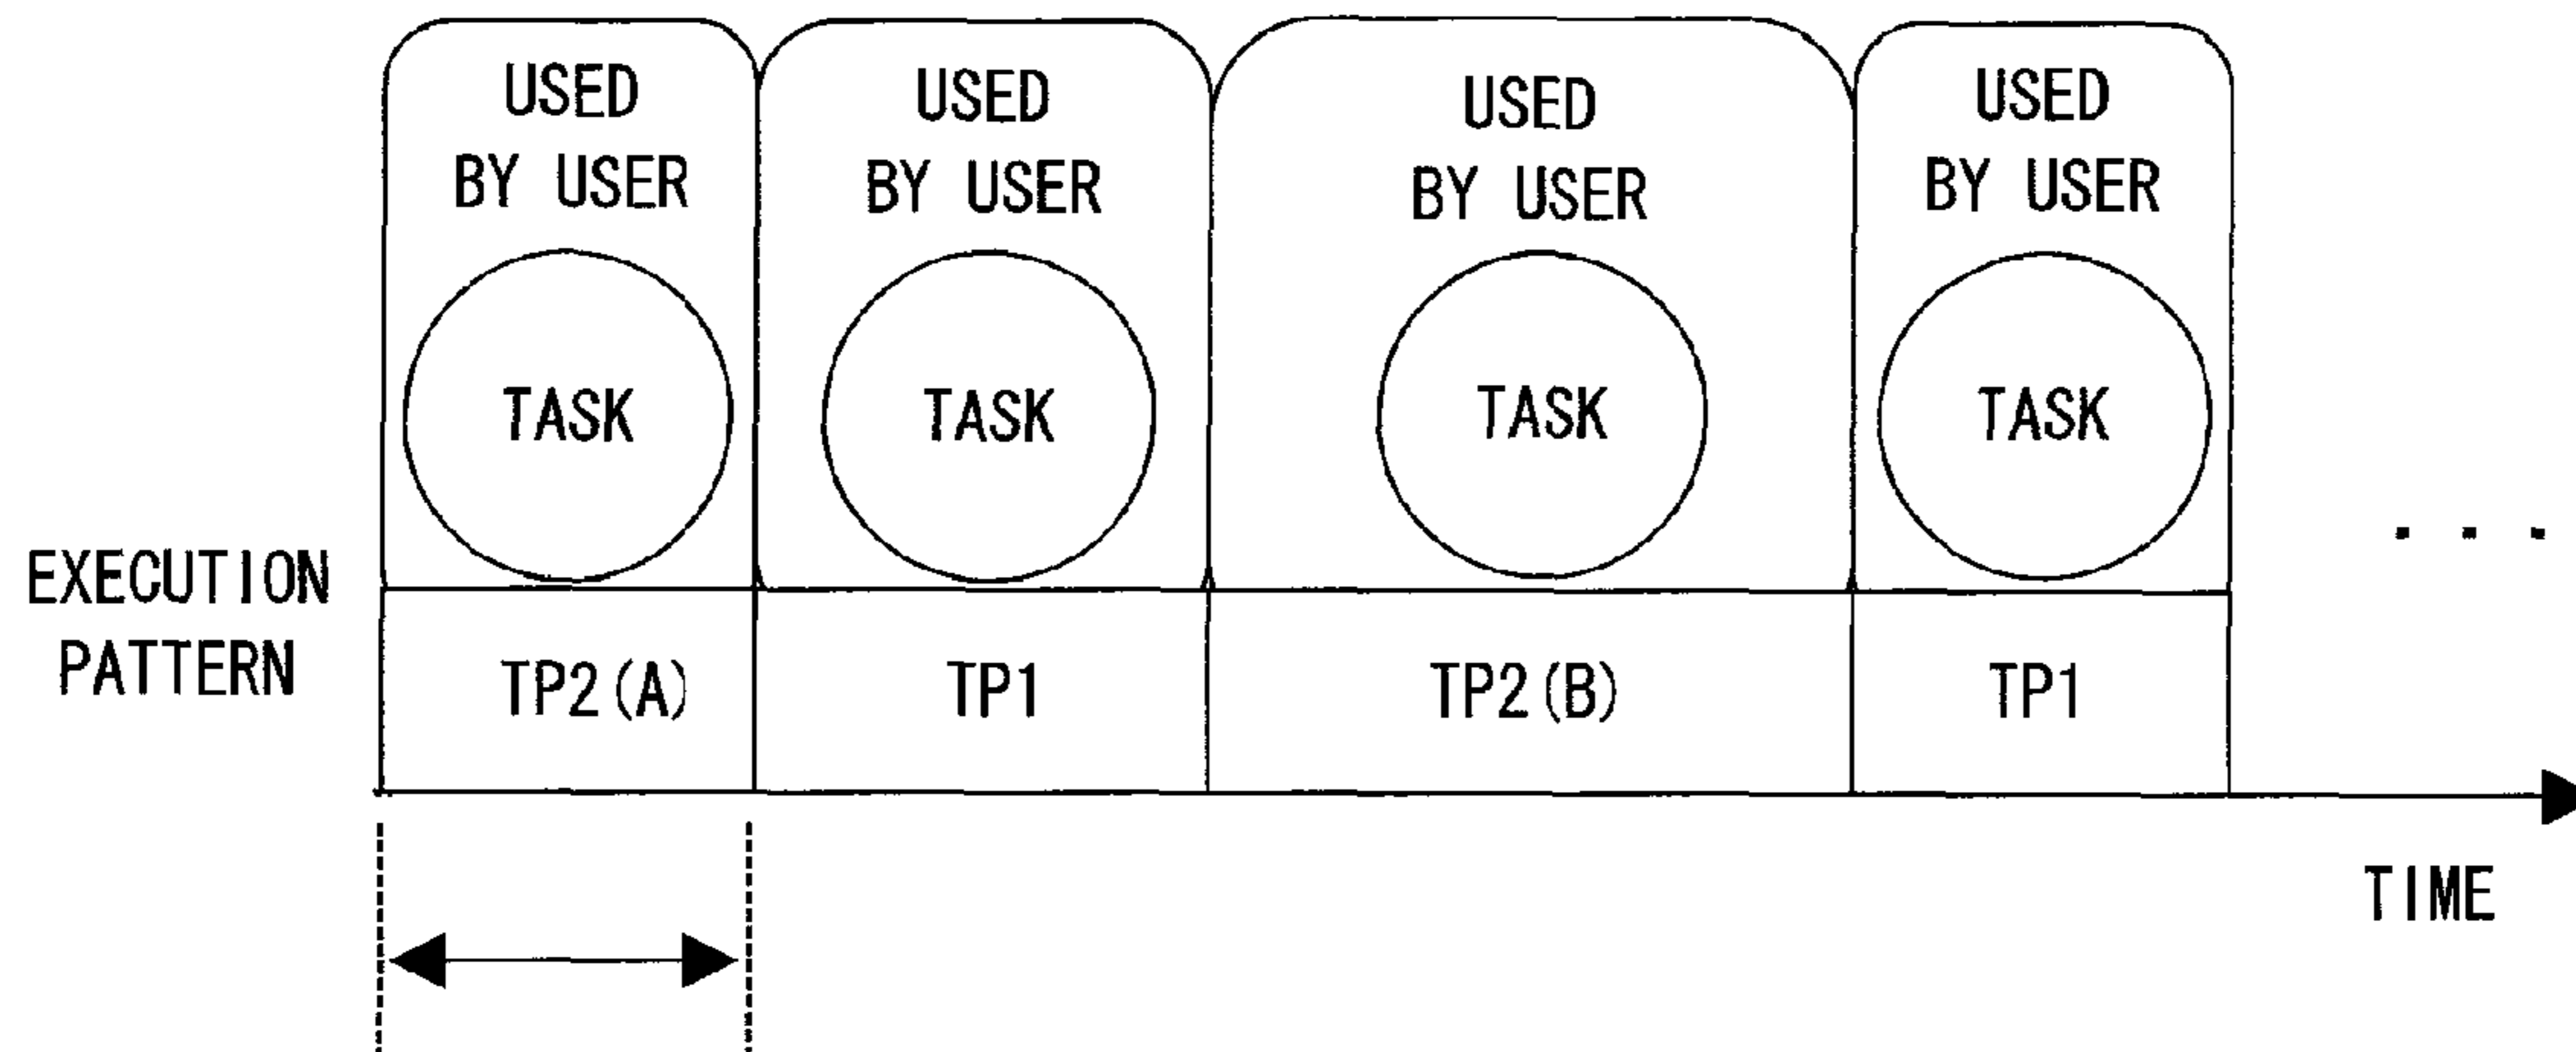 USED
BY USER
USED
BY USER
USED
BY USER
USED
BY USER
TASK
TASK
TASK
TASK
. . .
EXECUTION
PATTERN
TP2(A)
TP1
TP2(B)
TP1
TIME